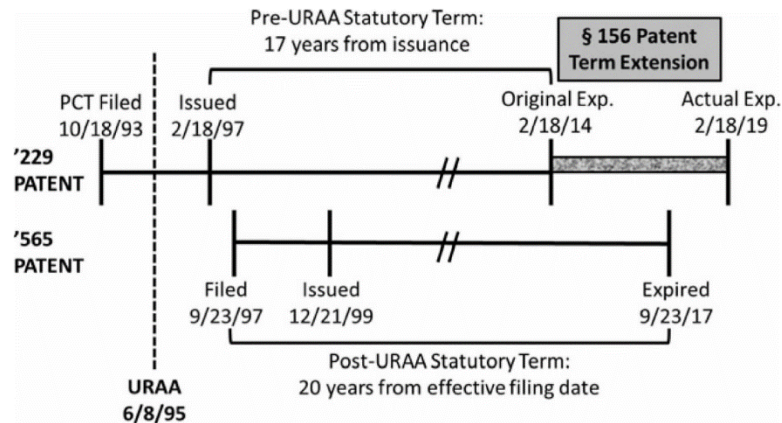 Pre-URAA Statutory Term:
17 years from issuance
§ 156 Patent
Term Extension
PCT Filed
10/18/93
Issued
2/18/97
Original Exp.
2/18/14
Actual Exp.
2/18/19
’229
PATENT
’565
PATENT
Filed
9/23/97
Issued
12/21/99
Expired
9/23/17
Post-URAA Statutory Term:
20 years from effective filing date
URAA
6/8/95